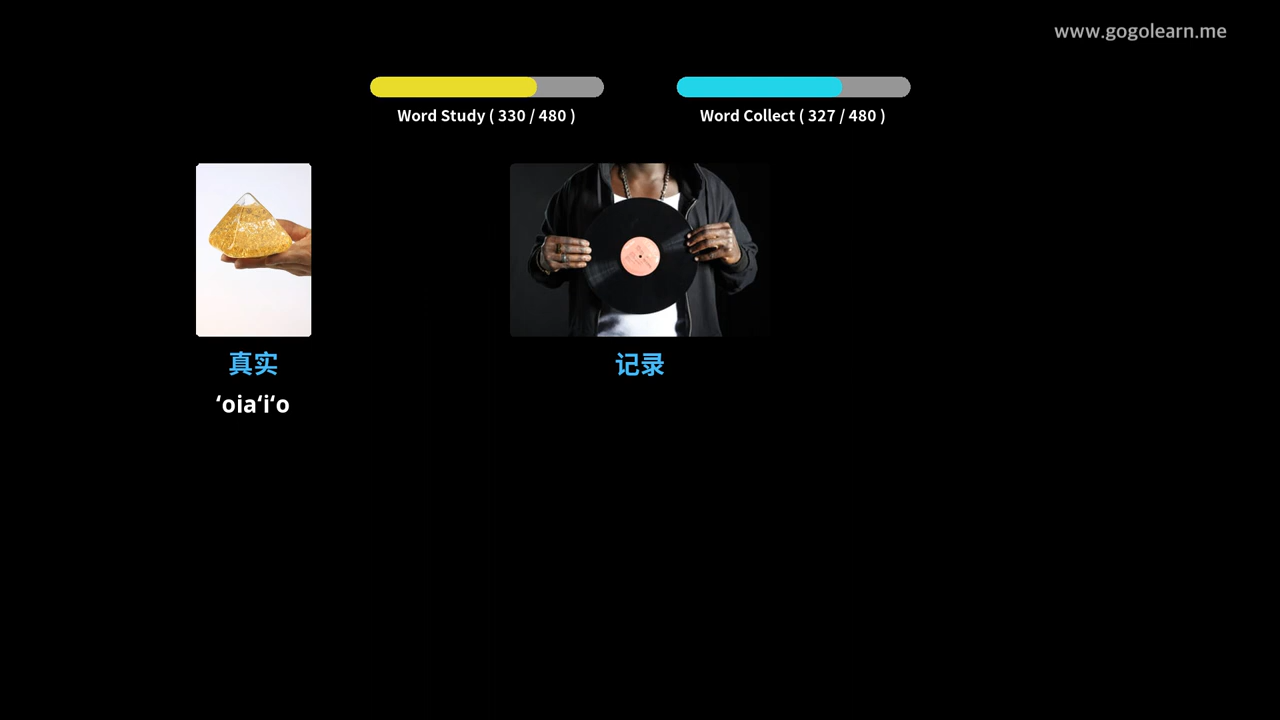 www.gogolearn.me
Word Study ( 330 / 480 )
Word Collect ( 327 / 480 )
真实
记录
ʻoiaʻiʻo